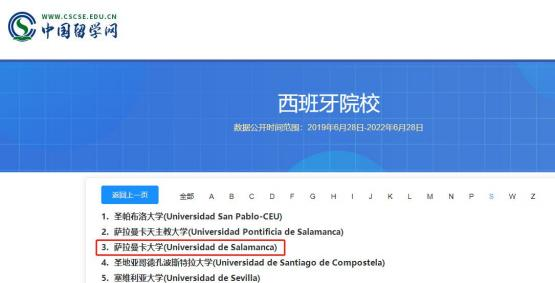 WWW.CSCSE.EDU.CN
中国留学网
西班牙院校
数据公开时间范围：2019年6月28日-2022年6月28日
返回上一页 全部 A B C D E F G H I J K L M N P S W Z
1. 圣帕布洛大学(Universidad San Pablo-CEU)
2. 萨拉曼卡天主教大学(Universidad Pontificia de Salamanca)
3. 萨拉曼卡大学(Universidad de Salamanca)
4. 圣地亚哥德孔波斯特拉大学(Universidad de Santiago de Compostela)
5. 塞维利亚大学(Universidad de Sevilla)